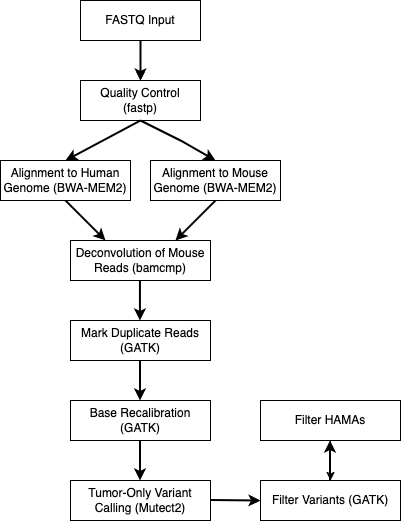 FASTQ Input
Quality Control
(fastp)
Alignment to Human
Genome (BWA-MEM2)
Alignment to Mouse
Genome (BWA-MEM2)
Deconvolution of Mouse
Reads (bamcmp)
Mark Duplicate Reads
(GATK)
Base Recalibration
(GATK)
Filter HAMAs
Tumor-Only Variant
Calling (Mutect2)
Filter Variants (GATK)